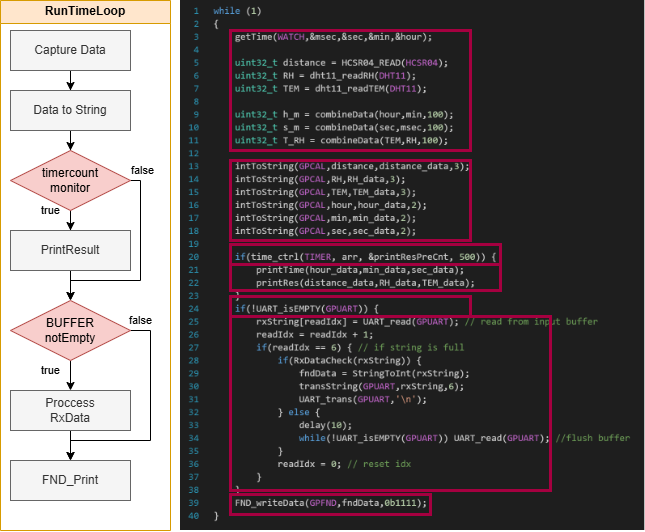 RunTimeLoop
Capture Data
Data to String
timercount
monitor
false
true
PrintResult
BUFFER
notEmpty
false
true
Proccess
RxData
FND_Print
1 while (1)
2 {
3 getTime(WATCH,&msec,&sec,&min,&hour);
4
5 uint32_t distance = HCSR04_READ(HCSR04);
6 uint32_t RH = dht11_readRH(DHT11);
7 uint32_t TEM = dht11_readTEM(DHT11);
8
9 uint32_t h_m = combineData(hour,min,100);
10 uint32_t s_m = combineData(sec,msec,100);
11 uint32_t T_RH = combineData(TEM,RH,100);
12
13 intToString(GPCAL,distance,distance_data,3);
14 intToString(GPCAL,RH,RH_data,3);
15 intToString(GPCAL,TEM,TEM_data,3);
16 intToString(GPCAL,hour,hour_data,2);
17 intToString(GPCAL,min,min_data,2);
18 intToString(GPCAL,sec,sec_data,2);
19
20 if(time_ctrl(TIMER, arr, &printResPreCnt, 500)) {
21 printTime(hour_data,min_data,sec_data);
22 printRes(distance_data,RH_data,TEM_data);
23 }
24 if(!UART_isEMPTY(GPUART)) {
25 rxString[readIdx] = UART_read(GPUART); // read from input buffer
26 readIdx = readIdx + 1;
27 if(readIdx == 6) { // if string is full
28 if(RxDataCheck(rxString)) {
29 fndData = StringToInt(rxString);
30 transString(GPUART,rxString,6);
31 UART_trans(GPUART,'\n');
32 } else {
33 delay(10);
34 while(!UART_isEMPTY(GPUART)) UART_read(GPUART); //flush buffer
35 }
36 readIdx = 0; // reset idx
37 }
38 }
39 FND_writeData(GPFND,fndData,0b1111);
40 }